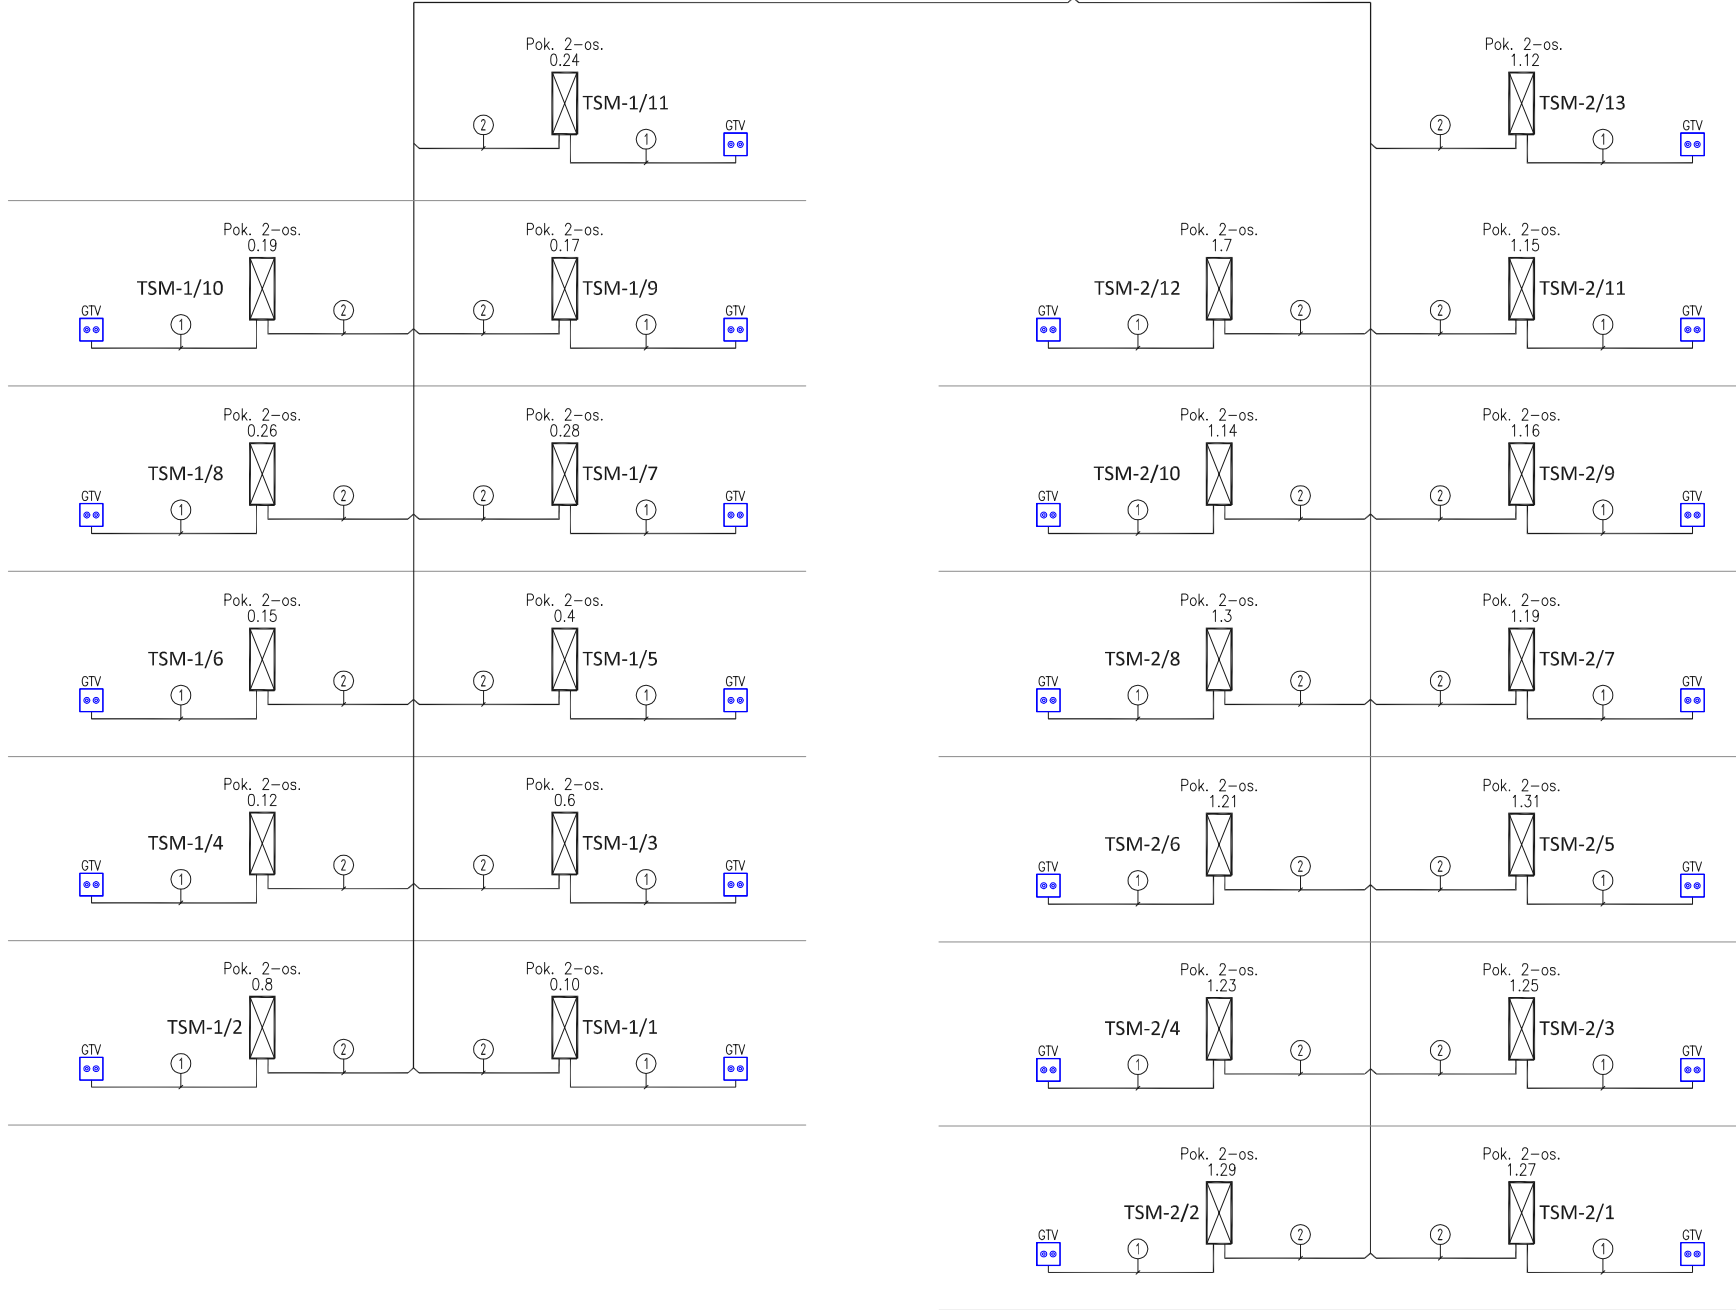 Pok. 2-os.
0.24
TSM-1/11
2
1
GTV
Pok. 2-os.
1.12
TSM-2/13
2
1
GTV
Pok. 2-os.
0.19
TSM-1/10
GTV
1
2
Pok. 2-os.
0.17
TSM-1/9
2
1
GTV
Pok. 2-os.
1.7
TSM-2/12
GTV
1
2
Pok. 2-os.
1.15
TSM-2/11
2
1
GTV
Pok. 2-os.
0.26
TSM-1/8
GTV
1
2
Pok. 2-os.
0.28
TSM-1/7
2
1
GTV
Pok. 2-os.
1.14
TSM-2/10
GTV
1
2
Pok. 2-os.
1.16
TSM-2/9
2
1
GTV
Pok. 2-os.
0.15
TSM-1/6
GTV
1
2
Pok. 2-os.
0.4
TSM-1/5
2
1
GTV
Pok. 2-os.
1.3
TSM-2/8
GTV
1
2
Pok. 2-os.
1.19
TSM-2/7
2
1
GTV
Pok. 2-os.
0.12
TSM-1/4
GTV
1
2
Pok. 2-os.
0.6
TSM-1/3
2
1
GTV
Pok. 2-os.
1.21
TSM-2/6
GTV
1
2
Pok. 2-os.
1.31
TSM-2/5
2
1
GTV
Pok. 2-os.
0.8
TSM-1/2
GTV
1
2
Pok. 2-os.
0.10
TSM-1/1
2
1
GTV
Pok. 2-os.
1.23
TSM-2/4
GTV
1
2
Pok. 2-os.
1.25
TSM-2/3
2
1
GTV
Pok. 2-os.
1.29
TSM-2/2
GTV
1
2
Pok. 2-os.
1.27
TSM-2/1
2
1
GTV